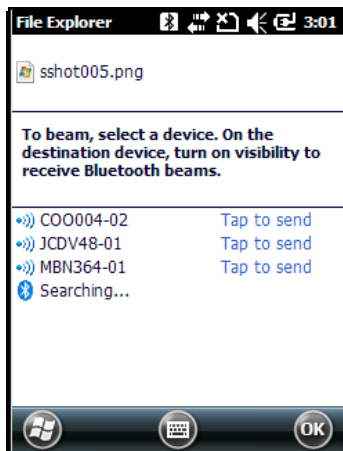 File Explorer 3:01
sshot005.png
To beam, select a device. On the
destination device, turn on visibility to
receive Bluetooth beams.
COO004-02 Tap to send
JCDV48-01 Tap to send
MBN364-01 Tap to send
Searching...
OK